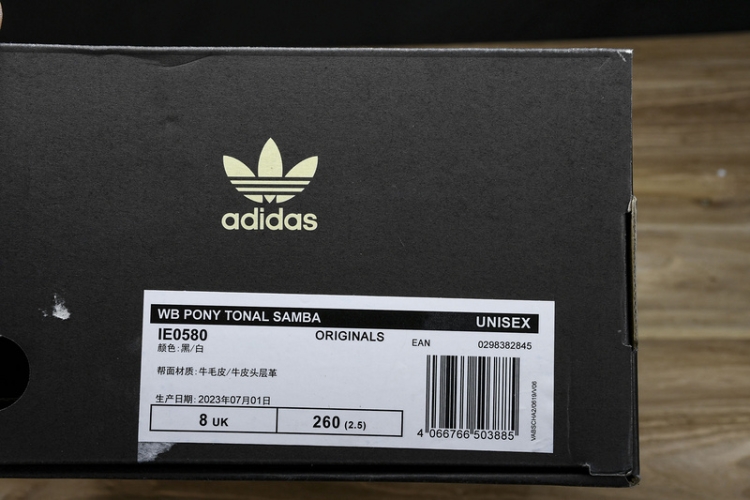 adidas
WB PONY TONAL SAMBA
UNISEX
IE0580
ORIGINALS
EAN
0298382845
颜色:黑/白
帮面材质:牛毛皮/牛皮头层革
生产日期:2023年07月01日
8 UK
260 (2.5)
4 066766 503885